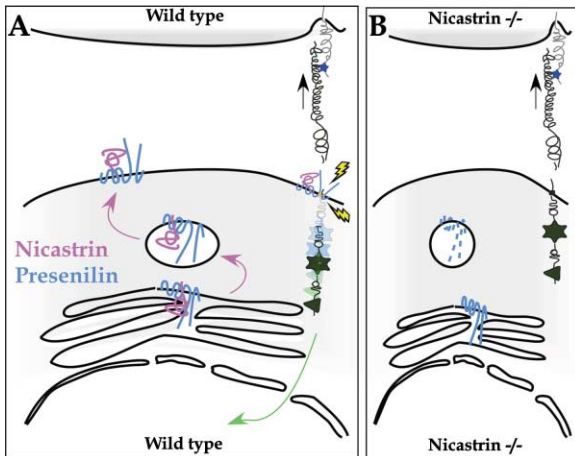 A
Wild type
Nicastrin
Presenilin
Wild type
B
Nicastrin -/-
Nicastrin -/-